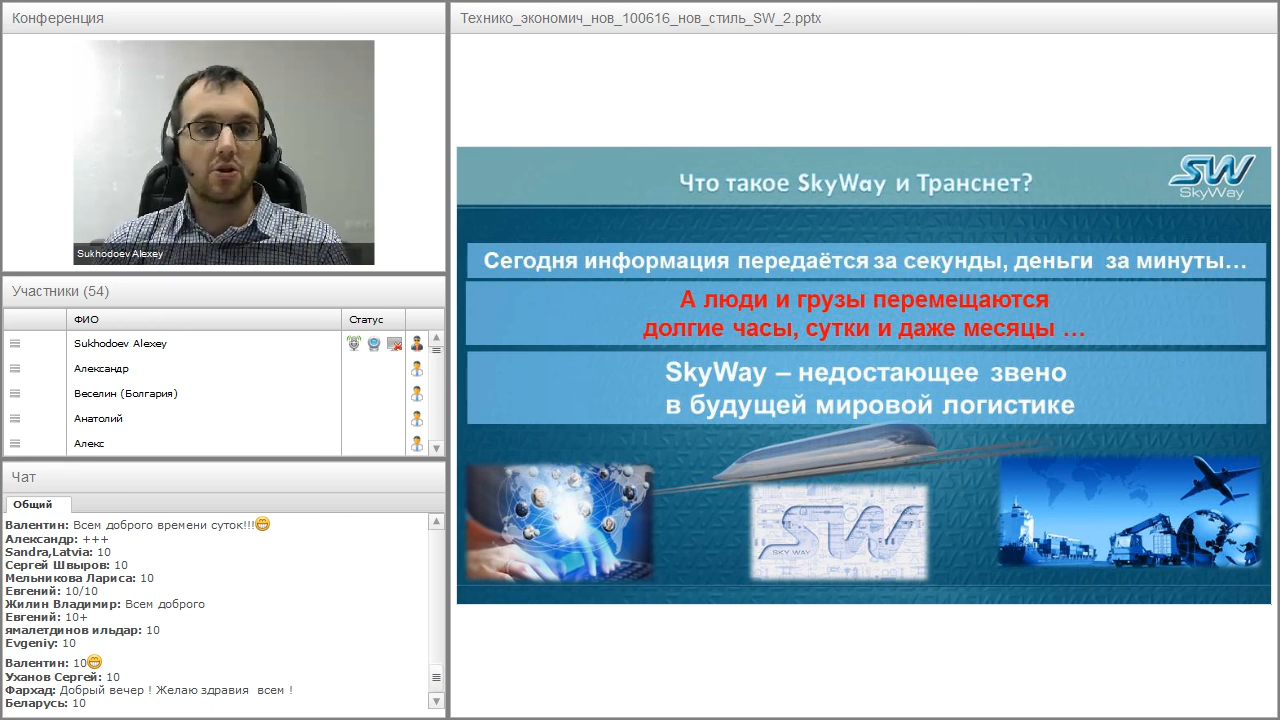 Конференция
Sukhodoev Alexey
Участники (54)
ФИО
Статус
Sukhodoev Alexey
Александр
Веселин (Болгария)
Анатолий
Алекс
Чат
Общий
Валентин: Всем доброго времени суток!!!
Александр: +++
Sandra,Latvia: 10
Сергей Швыров: 10
Мельникова Лариса: 10
Евгений: 10/10
Жилин Владимир: Всем доброго
Евгений: 10+
ямалетдинов ильдар: 10
Evgeniy: 10
Валентин: 10
Уханов Сергей: 10
Фархад: Добрый вечер ! Желаю здравия всем !
Беларусь: 10
Технико_экономич_нов_100616_нов_стиль_SW_2.pptx
Что такое SkyWay и Транснет?
SW
SkyWay
Сегодня информация передаётся за секунды, деньги за минуты...
А люди и грузы перемещаются
долгие часы, сутки и даже месяцы ...
SkyWay – недостающее звено
в будущей мировой логистике
SW
SKY WAY